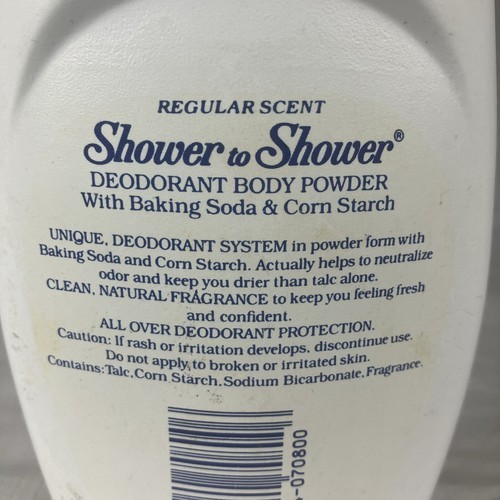 REGULAR SCENT
Shower to Shower®
DEODORANT BODY POWDER
With Baking Soda & Corn Starch
UNIQUE, DEODORANT SYSTEM in powder form with
Baking Soda and Corn Starch. Actually helps to neutralize
odor and keep you drier than talc alone.
CLEAN, NATURAL FRAGRANCE to keep you feeling fresh
and confident.
ALL OVER DEODORANT PROTECTION.
Caution: If rash or irritation develops, discontinue use.
Do not apply to broken or irritated skin.
Contains: Talc, Corn Starch, Sodium Bicarbonate, Fragrance.
-070800